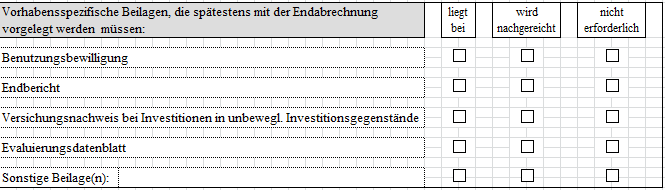 Vorhabensspezifische Beilagen, die spätestens mit der Endabrechnung
vorgelegt werden müssen:
liegt
bei
wird
nachgereicht
nicht
erforderlich
Benutzungsbewilligung
Endbericht
Versichungsnachweis bei Investitionen in unbewegl. Investitionsgegenstände
Evaluierungsdatenblatt
Sonstige Beilage(n):